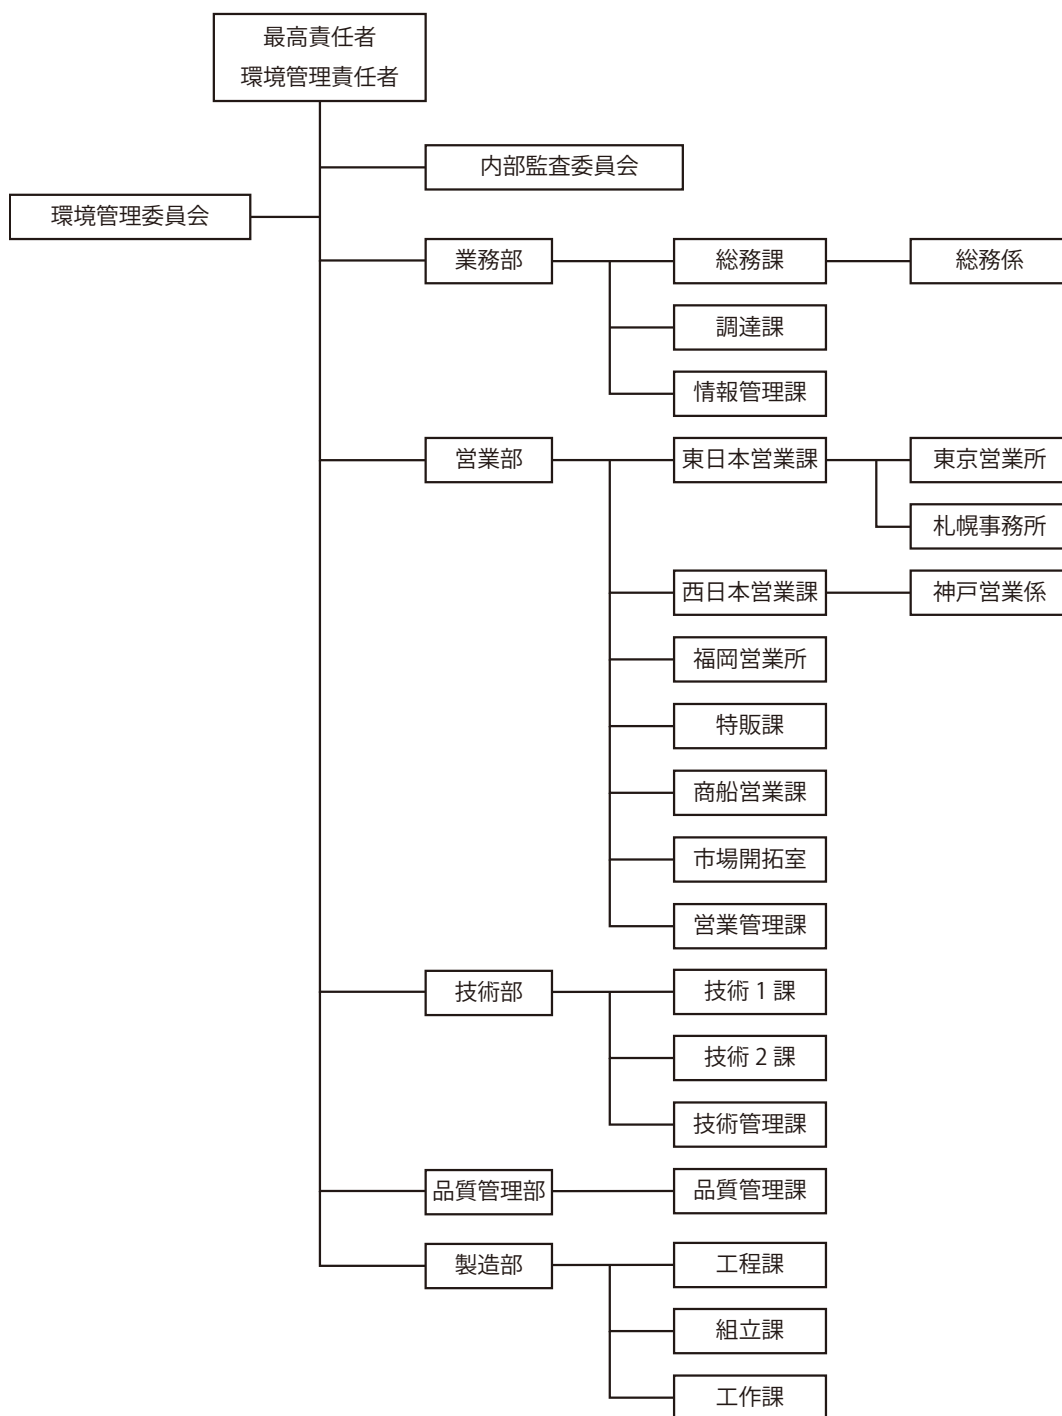 最高責任者
環境管理責任者
内部監査委員会
環境管理委員会
業務部
総務課
総務係
調達課
情報管理課
営業部
東日本営業課
東京営業所
札幌事務所
西日本営業課
神戸営業係
福岡営業所
特販課
商船営業課
市場開拓室
営業管理課
技術部
技術 1 課
技術 2 課
技術管理課
品質管理部
品質管理課
製造部
工程課
組立課
工作課